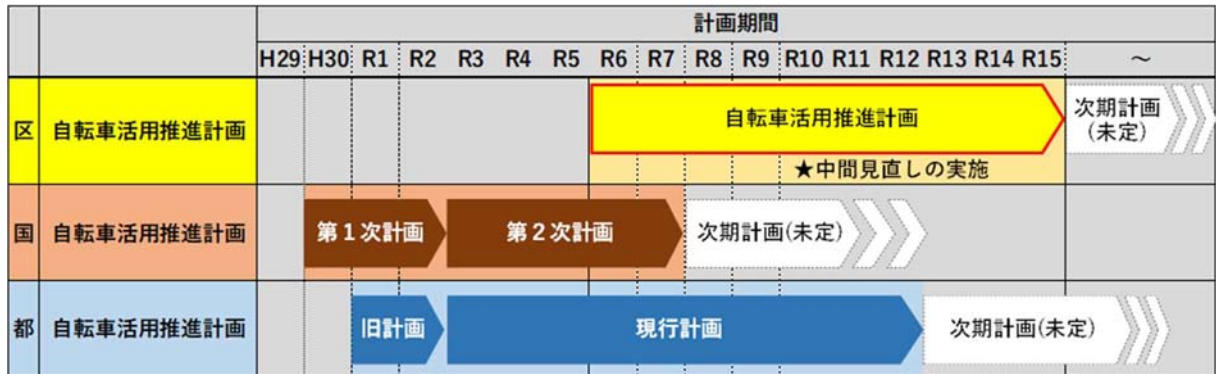 計画期間
H29 H30 R1 R2 R3 R4 R5 R6 R7 R8 R9 R10 R11 R12 R13 R14 R15 ～
区 自転車活用推進計画 自転車活用推進計画 次期計画
(未定)
★中間見直しの実施
国 自転車活用推進計画 第１次計画 第２次計画 次期計画(未定)
都 自転車活用推進計画 旧計画 現行計画 次期計画(未定)